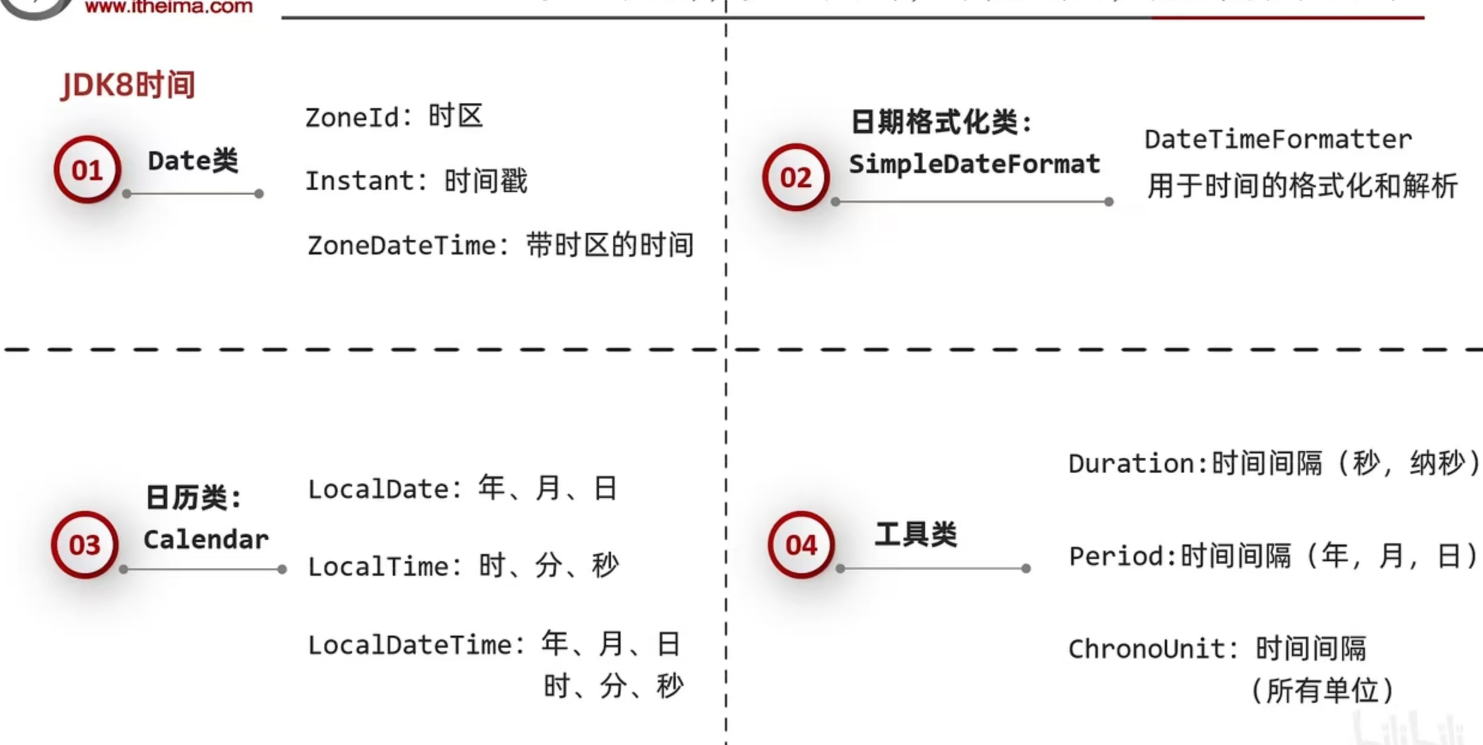 www.itheima.com
JDK8时间
01
Date类
ZoneId：时区
Instant：时间戳
ZoneDateTime：带时区的时间
02
日期格式化类：
SimpleDateFormat
DateTimeFormatter
用于时间的格式化和解析
03
日历类：
Calendar
LocalDate：年、月、日
LocalTime：时、分、秒
LocalDateTime：年、月、日
时、分、秒
04
工具类
Duration:时间间隔（秒，纳秒）
Period:时间间隔（年，月，日）
ChronoUnit：时间间隔
（所有单位）
bilibili